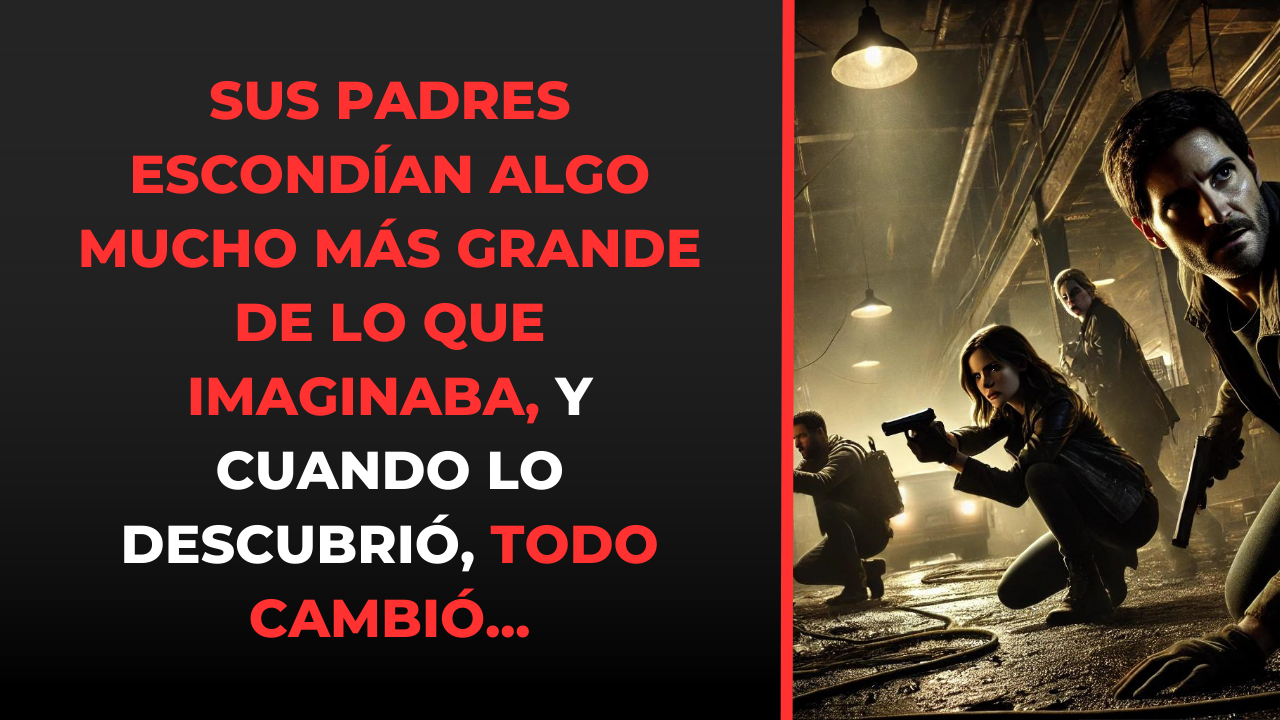 SUS PADRES
ESCONDÍAN ALGO
MUCHO MÁS GRANDE
DE LO QUE
IMAGINABA, Y
CUANDO LO
DESCUBRIÓ, TODO
CAMBIÓ...